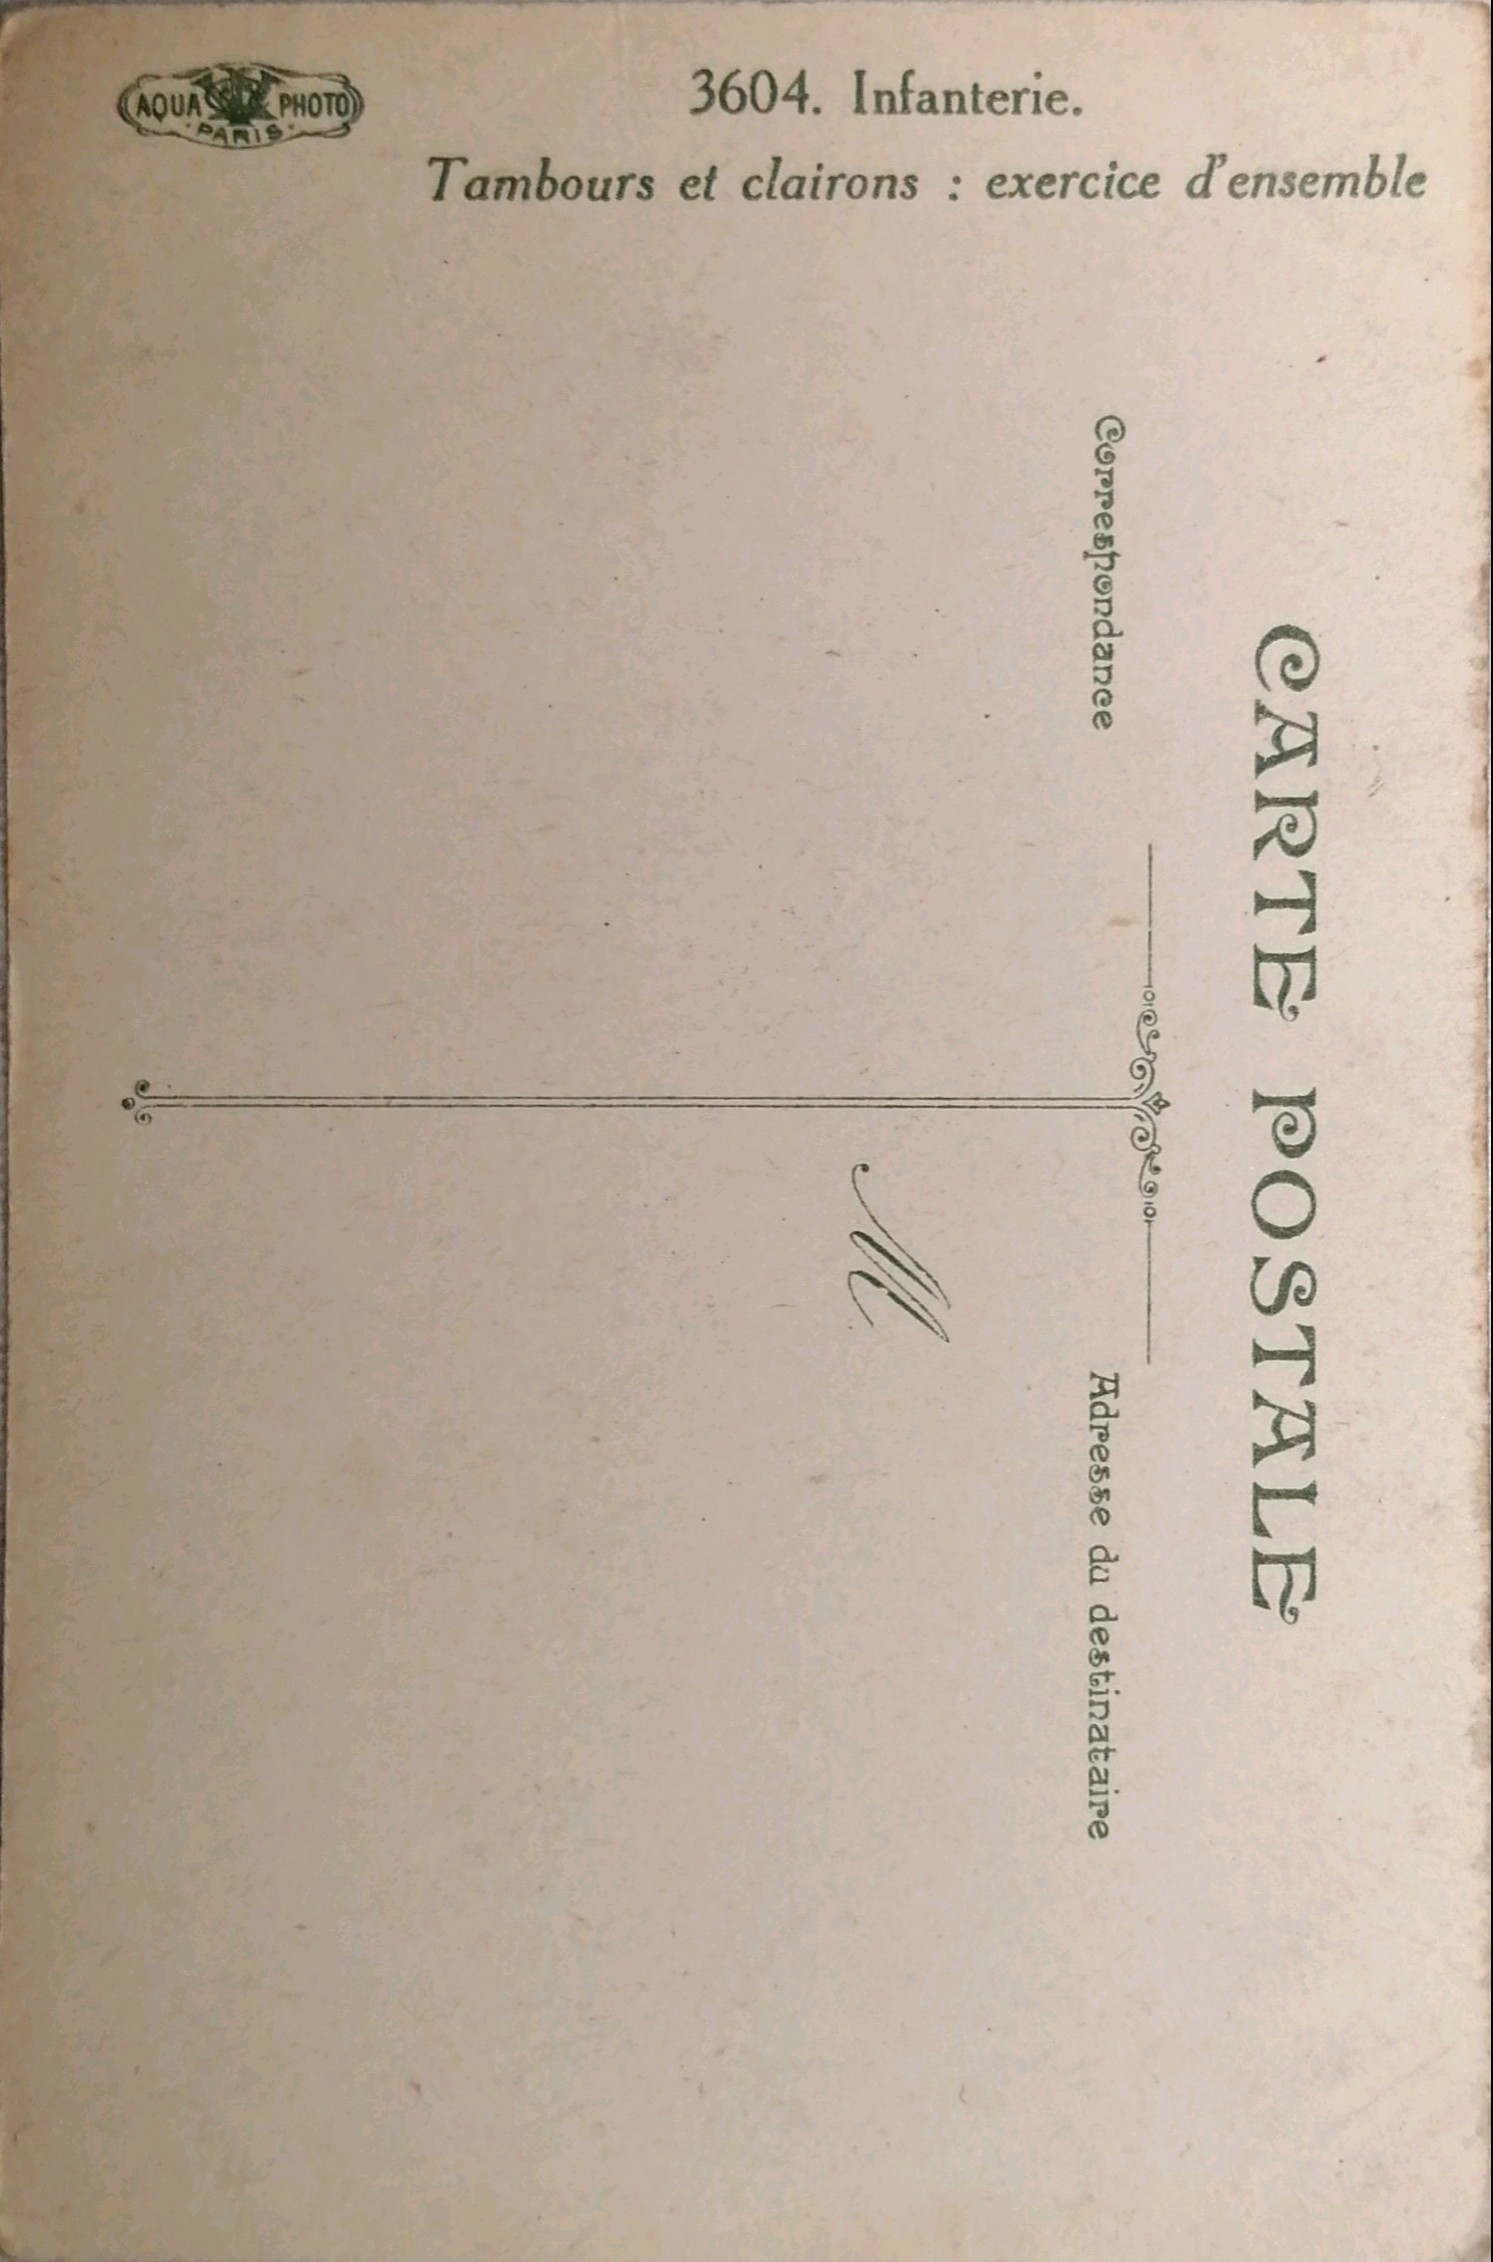 CARTE POSTALE
Correspondance
Adresse du destinataire
M
3604. Infanterie.
Tambours et clairons : exercice d'ensemble
AQUA PHOTO
PARIS